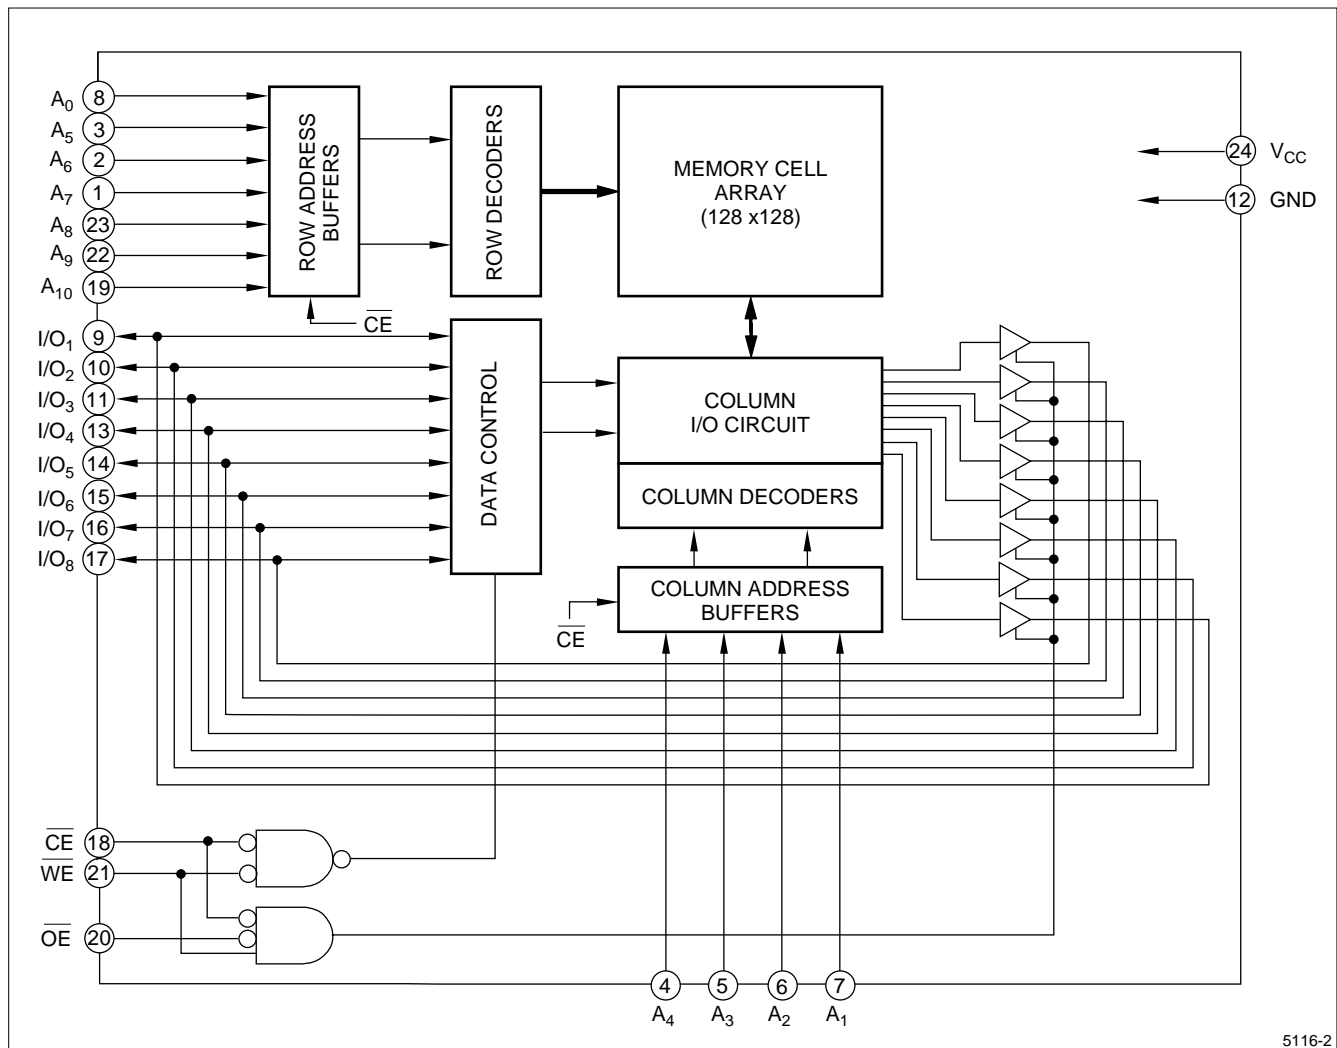 A0 8
A5 3
A6 2
A7 1
A8 23
A9 22
A10 19
ROW ADDRESS
BUFFERS
ROW DECODERS
MEMORY CELL
ARRAY
(128 x128)
24 VCC
12 GND
CE
I/O1 9
I/O2 10
I/O3 11
I/O4 13
I/O5 14
I/O6 15
I/O7 16
I/O8 17
DATA CONTROL
COLUMN
I/O CIRCUIT
COLUMN DECODERS
COLUMN ADDRESS
BUFFERS
CE
CE 18
WE 21
OE 20
4 5 6 7
A4 A3 A2 A1
5116-2